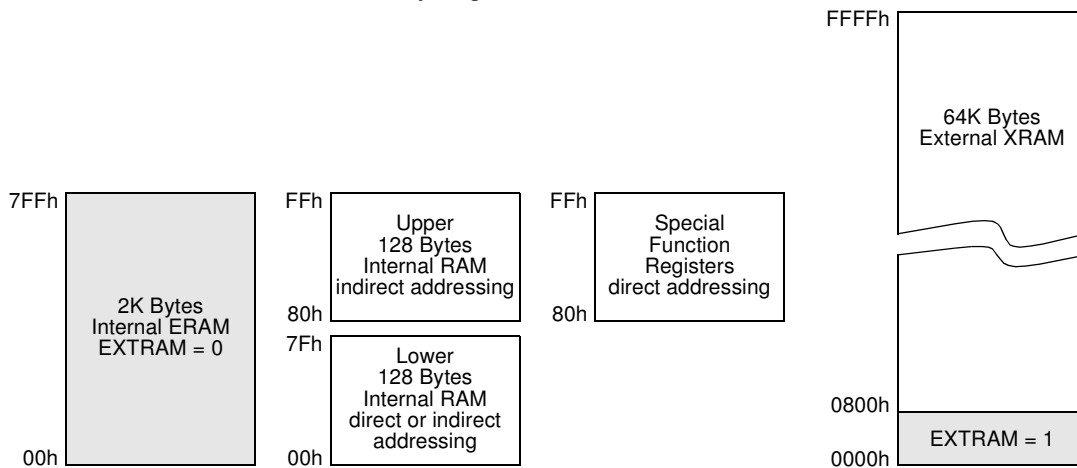 FFFFh
64K Bytes
External XRAM
7FFh
2K Bytes
Internal ERAM
EXTRAM = 0
00h
FFh
Upper
128 Bytes
Internal RAM
indirect addressing
80h
7Fh
Lower
128 Bytes
Internal RAM
direct or indirect
addressing
00h
FFh
Special
Function
Registers
direct addressing
80h
0800h
EXTRAM = 1
0000h